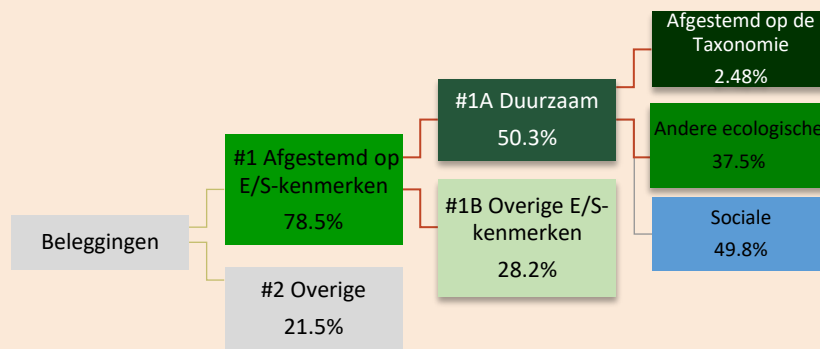 Beleggingen
#1 Afgestemd op
E/S-kenmerken
78.5%
#2 Overige
21.5%
#1A Duurzaam
50.3%
#1B Overige E/S-
kenmerken
28.2%
Afgestemd op de
Taxonomie
2.48%
Andere ecologische
37.5%
Sociale
49.8%